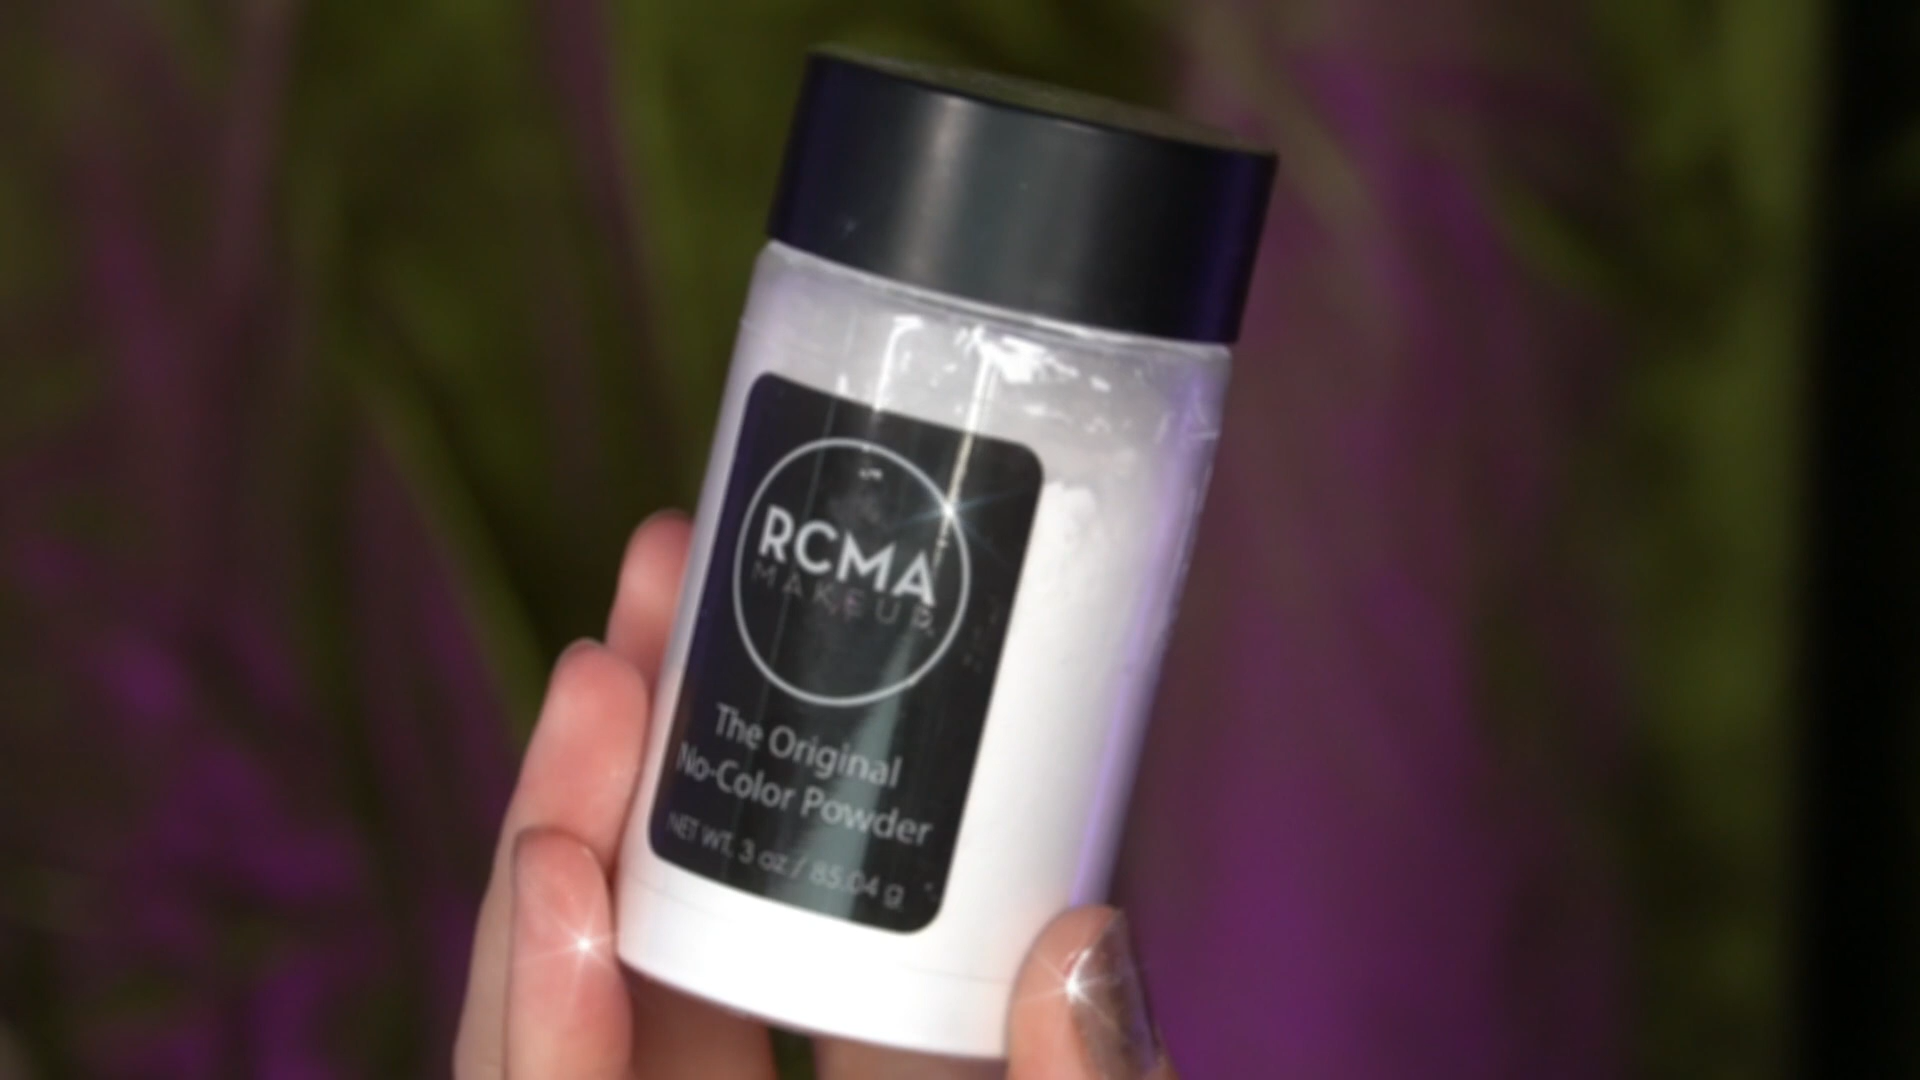 RCMA
MAKEUP
The Original
No-Color Powder
NET WT. 3 oz / 85.04 g